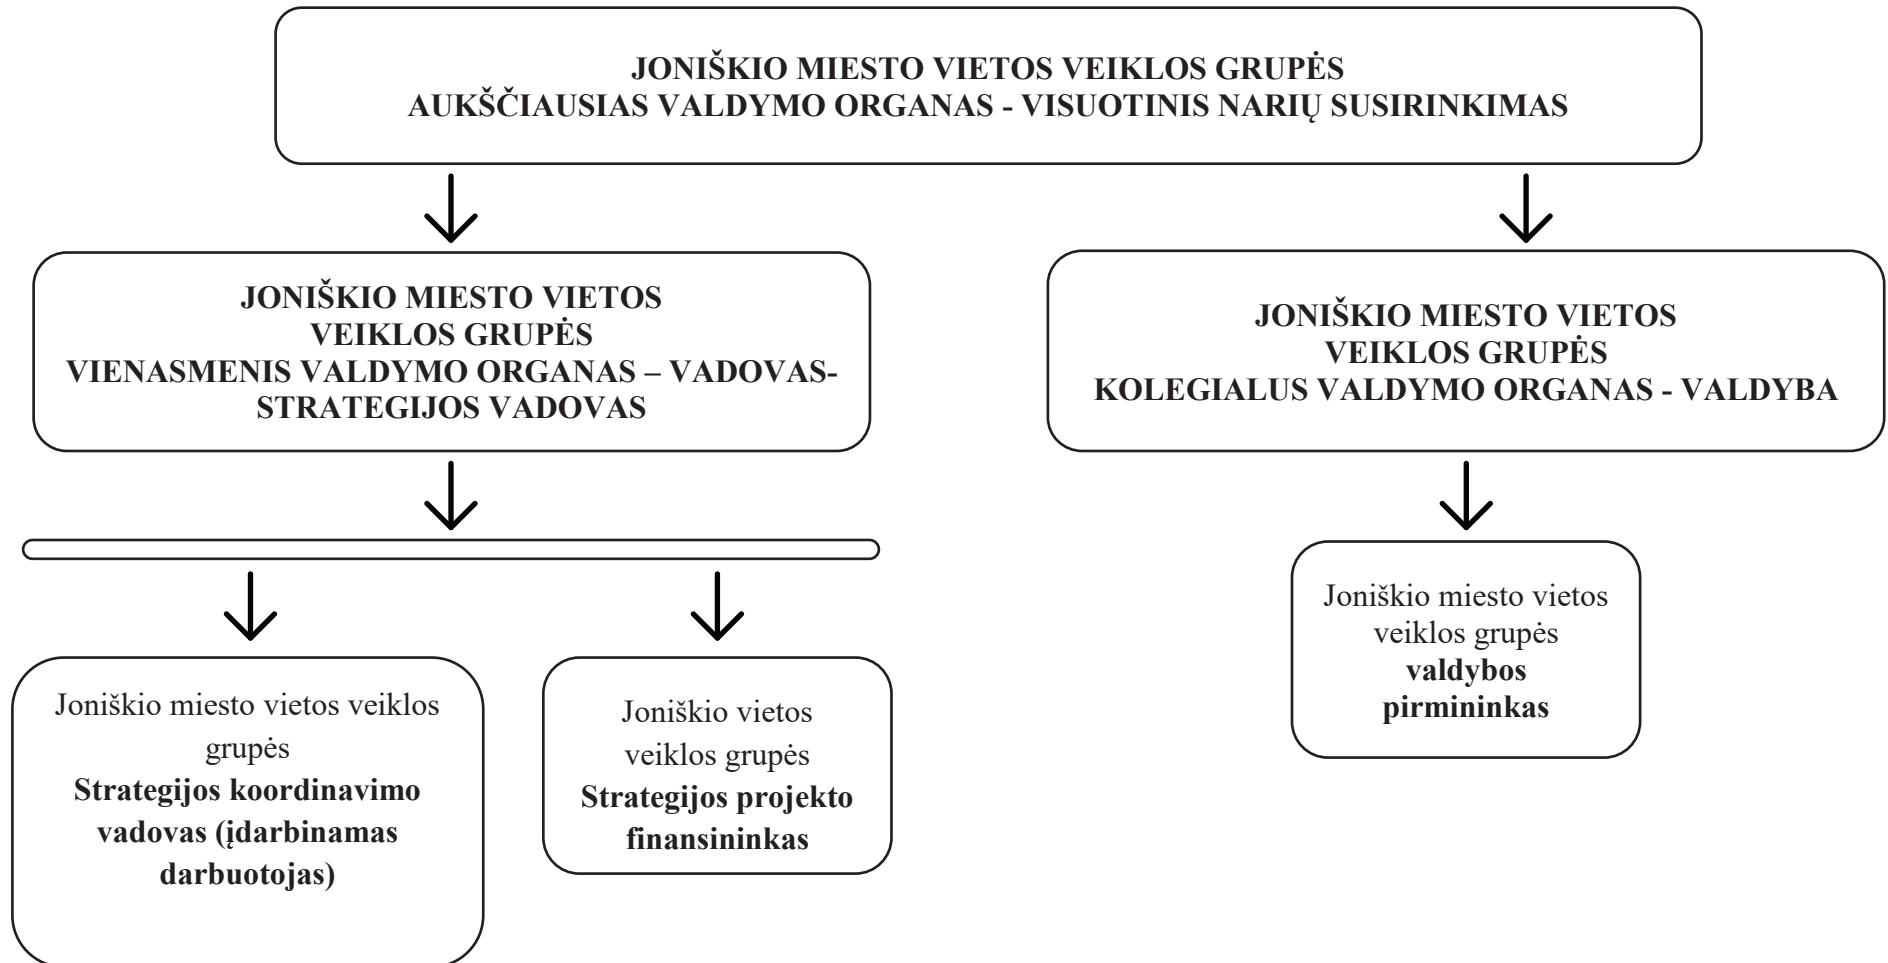 JONIŠKIO MIESTO VIETOS VEIKLOS GRUPĖS
AUKŠČIAUSIAS VALDYMO ORGANAS - VISUOTINIS NARIŲ SUSIRINKIMAS
JONIŠKIO MIESTO VIETOS
VEIKLOS GRUPĖS
VIENASMENIS VALDYMO ORGANAS – VADOVAS-
STRATEGIJOS VADOVAS
JONIŠKIO MIESTO VIETOS
VEIKLOS GRUPĖS
KOLEGIALUS VALDYMO ORGANAS - VALDYBA
Joniškio miesto vietos veiklos
grupės
Strategijos koordinavimo
vadovas (įdarbinamas
darbuotojas)
Joniškio vietos
veiklos grupės
Strategijos projekto
finansininkas
Joniškio miesto vietos
veiklos grupės
valdybos
pirmininkas